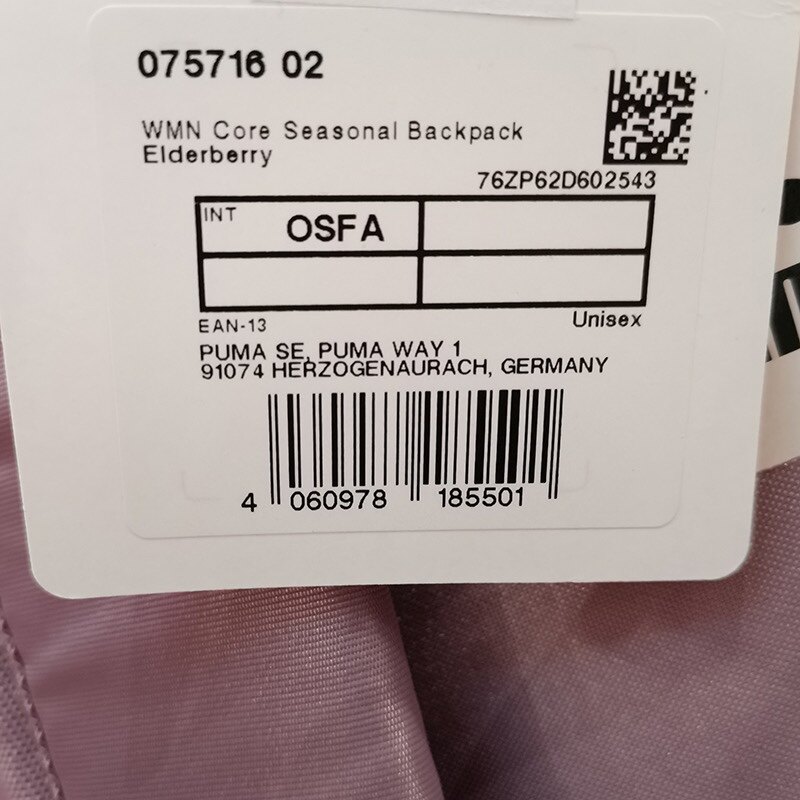 075716 02
WMN Core Seasonal Backpack
Elderberry
76ZP62D602543
INT OSFA
EAN-13 Unisex
PUMA SE, PUMA WAY 1
91074 HERZOGENAURACH, GERMANY
4 060978 185501